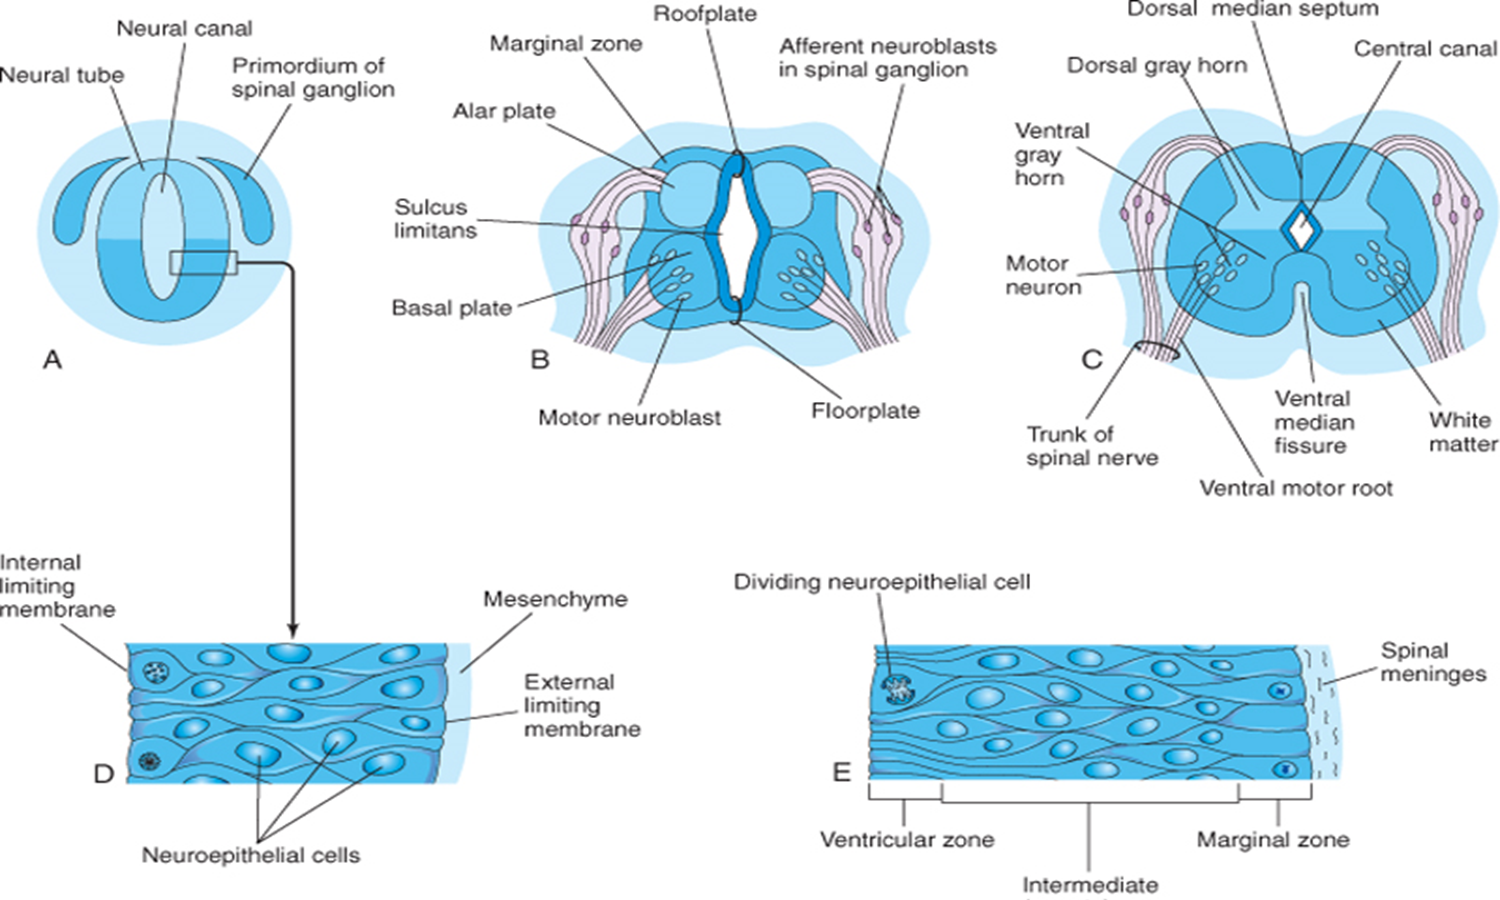 Neural canal
Neural tube
Primordium of
spinal ganglion
A
Roofplate
Marginal zone
Afferent neuroblasts
in spinal ganglion
Alar plate
Sulcus
limitans
Basal plate
B
Motor neuroblast
Floorplate
Dorsal median septum
Central canal
Dorsal gray horn
Ventral
gray
horn
Motor
neuron
C
Trunk of
spinal nerve
Ventral
median
fissure
White
matter
Ventral motor root
Internal
limiting
membrane
Mesenchyme
External
limiting
membrane
D
Neuroepithelial cells
Dividing neuroepithelial cell
Spinal
meninges
E
Ventricular zone
Marginal zone
Intermediate